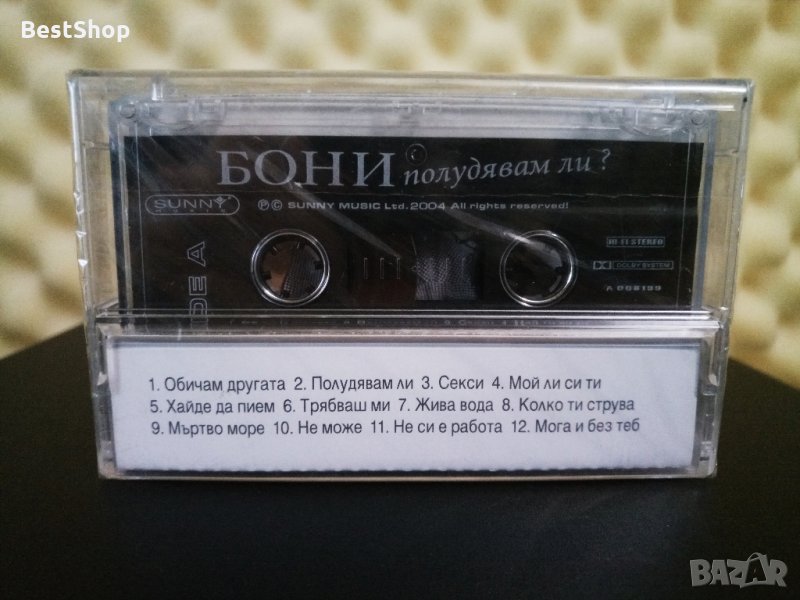 BestShop
БОНИ полудявам ли?
SUNNY MUSIC ℗© SUNNY MUSIC Ltd.2004 All rights reserved!
HI-FI STEREO
SIDE A
DOLBY SYSTEM
1. Обичам другата 2. Полудявам ли 3. Секси 4. Мой ли си ти
5. Хайде да пием 6. Трябваш ми 7. Жива вода 8. Колко ти струва
9. Мъртво море 10. Не може 11. Не си е работа 12. Мога и без теб
BAZAR